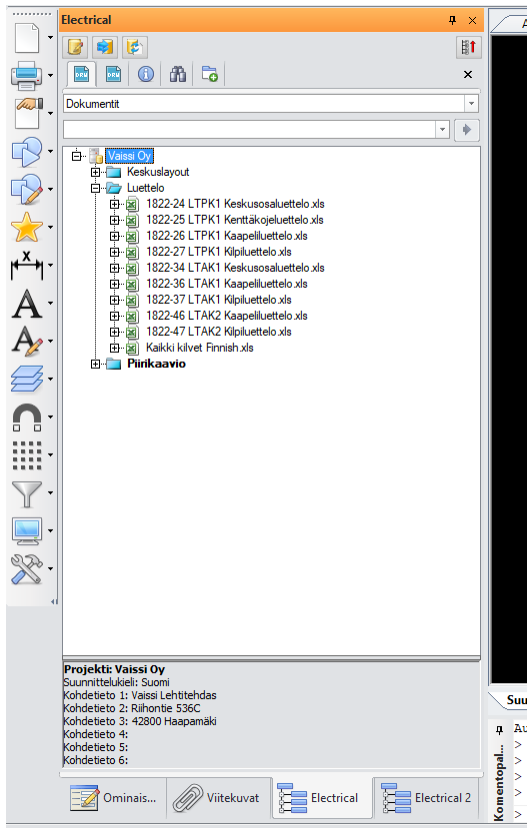 Electrical
Dokumentit
Vaissi Oy
Keskuslayout
Luettelo
1822-24 LTPK1 Keskusosaluettelo.xls
1822-25 LTPK1 Kenttäkojeluettelo.xls
1822-26 LTPK1 Kaapeliluettelo.xls
1822-27 LTPK1 Kilpiluettelo.xls
1822-34 LTAK1 Keskusosaluettelo.xls
1822-36 LTAK1 Kaapeliluettelo.xls
1822-37 LTAK1 Kilpiluettelo.xls
1822-46 LTAK2 Kaapeliluettelo.xls
1822-47 LTAK2 Kilpiluettelo.xls
Kaikki kilvet Finnish.xls
Piirikaavio
Projekti: Vaissi Oy
Suunnittelukieli: Suomi
Kohdetieto 1: Vaissi Lehtitehdas
Kohdetieto 2: Riihontie 536C
Kohdetieto 3: 42800 Haapamäki
Kohdetieto 4:
Kohdetieto 5:
Kohdetieto 6:
Ominais...
Viitekuvat
Electrical
Electrical 2
Suu
Komentopal...
Au
>
>
>
>
>